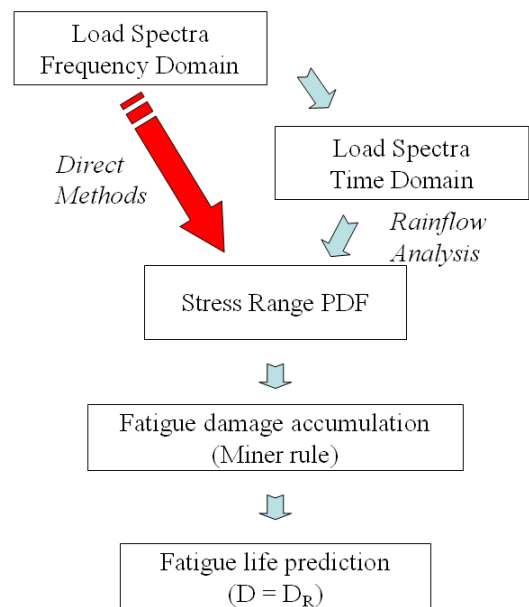 Load Spectra
Frequency Domain
Direct
Methods
Load Spectra
Time Domain
Rainflow
Analysis
Stress Range PDF
Fatigue damage accumulation
(Miner rule)
Fatigue life prediction
(D = D_R)